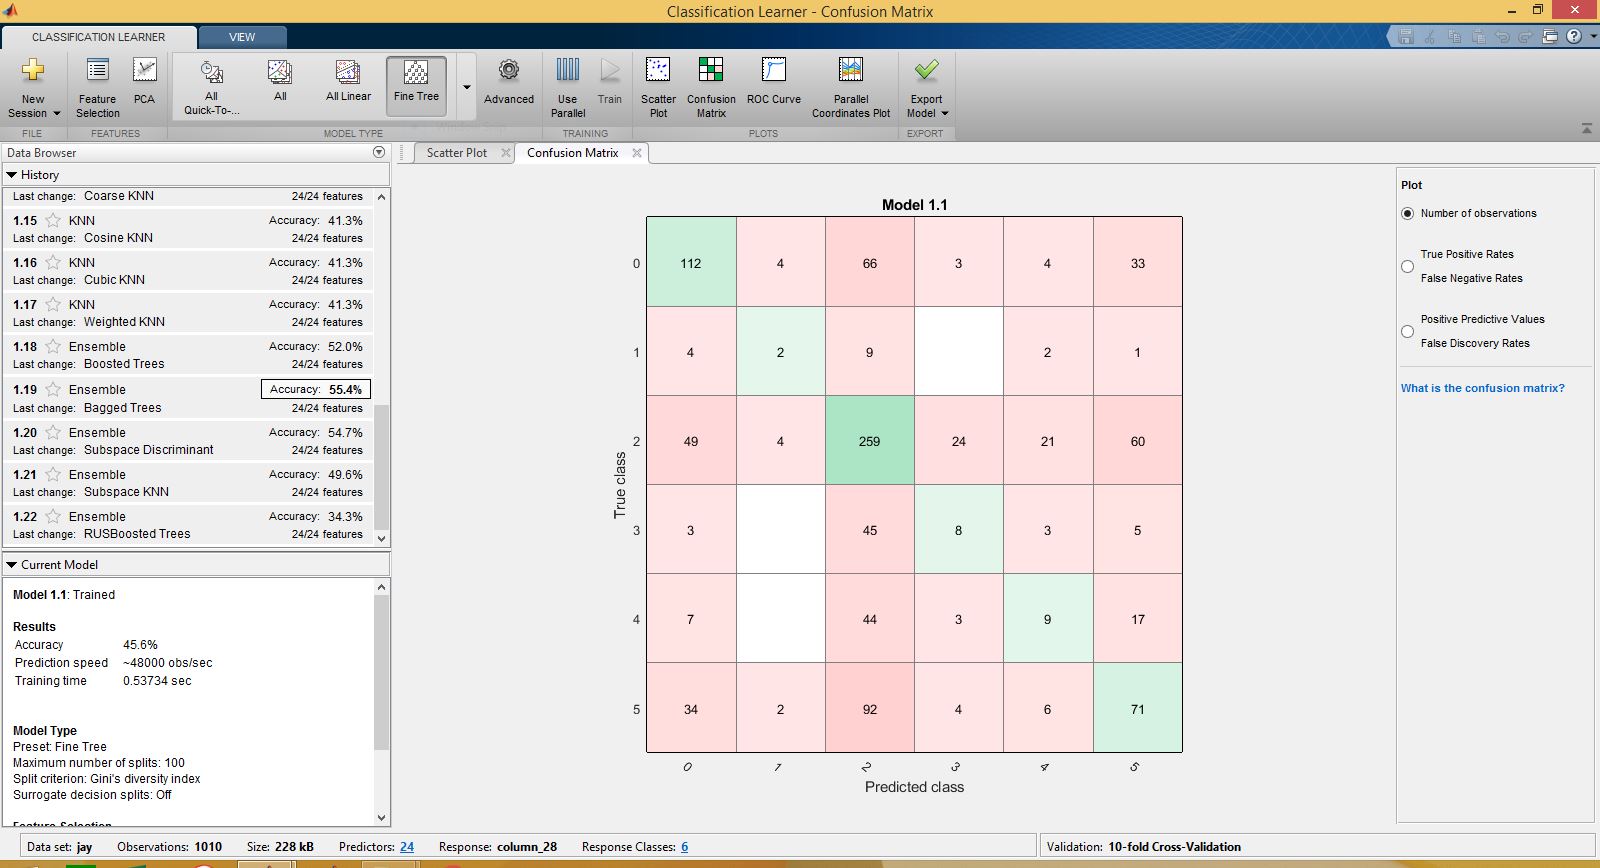 Classification Learner - Confusion Matrix
CLASSIFICATION LEARNER
VIEW
New Session
Feature Selection
PCA
All Quick-To-...
All
All Linear
Fine Tree
Advanced
Use Parallel
Train
Scatter Plot
Confusion Matrix
ROC Curve
Parallel Coordinates Plot
Export Model
FILE
FEATURES
MODEL TYPE
TRAINING
PLOTS
EXPORT
Data Browser
History
Last change: Coarse KNN 24/24 features
1.15 KNN Accuracy: 41.3%
Last change: Cosine KNN 24/24 features
1.16 KNN Accuracy: 41.3%
Last change: Cubic KNN 24/24 features
1.17 KNN Accuracy: 41.3%
Last change: Weighted KNN 24/24 features
1.18 Ensemble Accuracy: 52.0%
Last change: Boosted Trees 24/24 features
1.19 Ensemble Accuracy: 55.4%
Last change: Bagged Trees 24/24 features
1.20 Ensemble Accuracy: 54.7%
Last change: Subspace Discriminant 24/24 features
1.21 Ensemble Accuracy: 49.6%
Last change: Subspace KNN 24/24 features
1.22 Ensemble Accuracy: 34.3%
Last change: RUSBoosted Trees 24/24 features
Current Model
Model 1.1: Trained
Results
Accuracy 45.6%
Prediction speed ~48000 obs/sec
Training time 0.53734 sec
Model Type
Preset: Fine Tree
Maximum number of splits: 100
Split criterion: Gini's diversity index
Surrogate decision splits: Off
Feature Selection
Scatter Plot
Confusion Matrix
Model 1.1
0 112 4 66 3 4 33
1 4 2 9 2 1
2 49 4 259 24 21 60
3 3 45 8 3 5
4 7 44 3 9 17
5 34 2 92 4 6 71
0 1 2 3 4 5
True class
Predicted class
Plot
Number of observations
True Positive Rates
False Negative Rates
Positive Predictive Values
False Discovery Rates
What is the confusion matrix?
Data set: jay Observations: 1010 Size: 228 kB Predictors: 24 Response: column_28 Response Classes: 6
Validation: 10-fold Cross-Validation